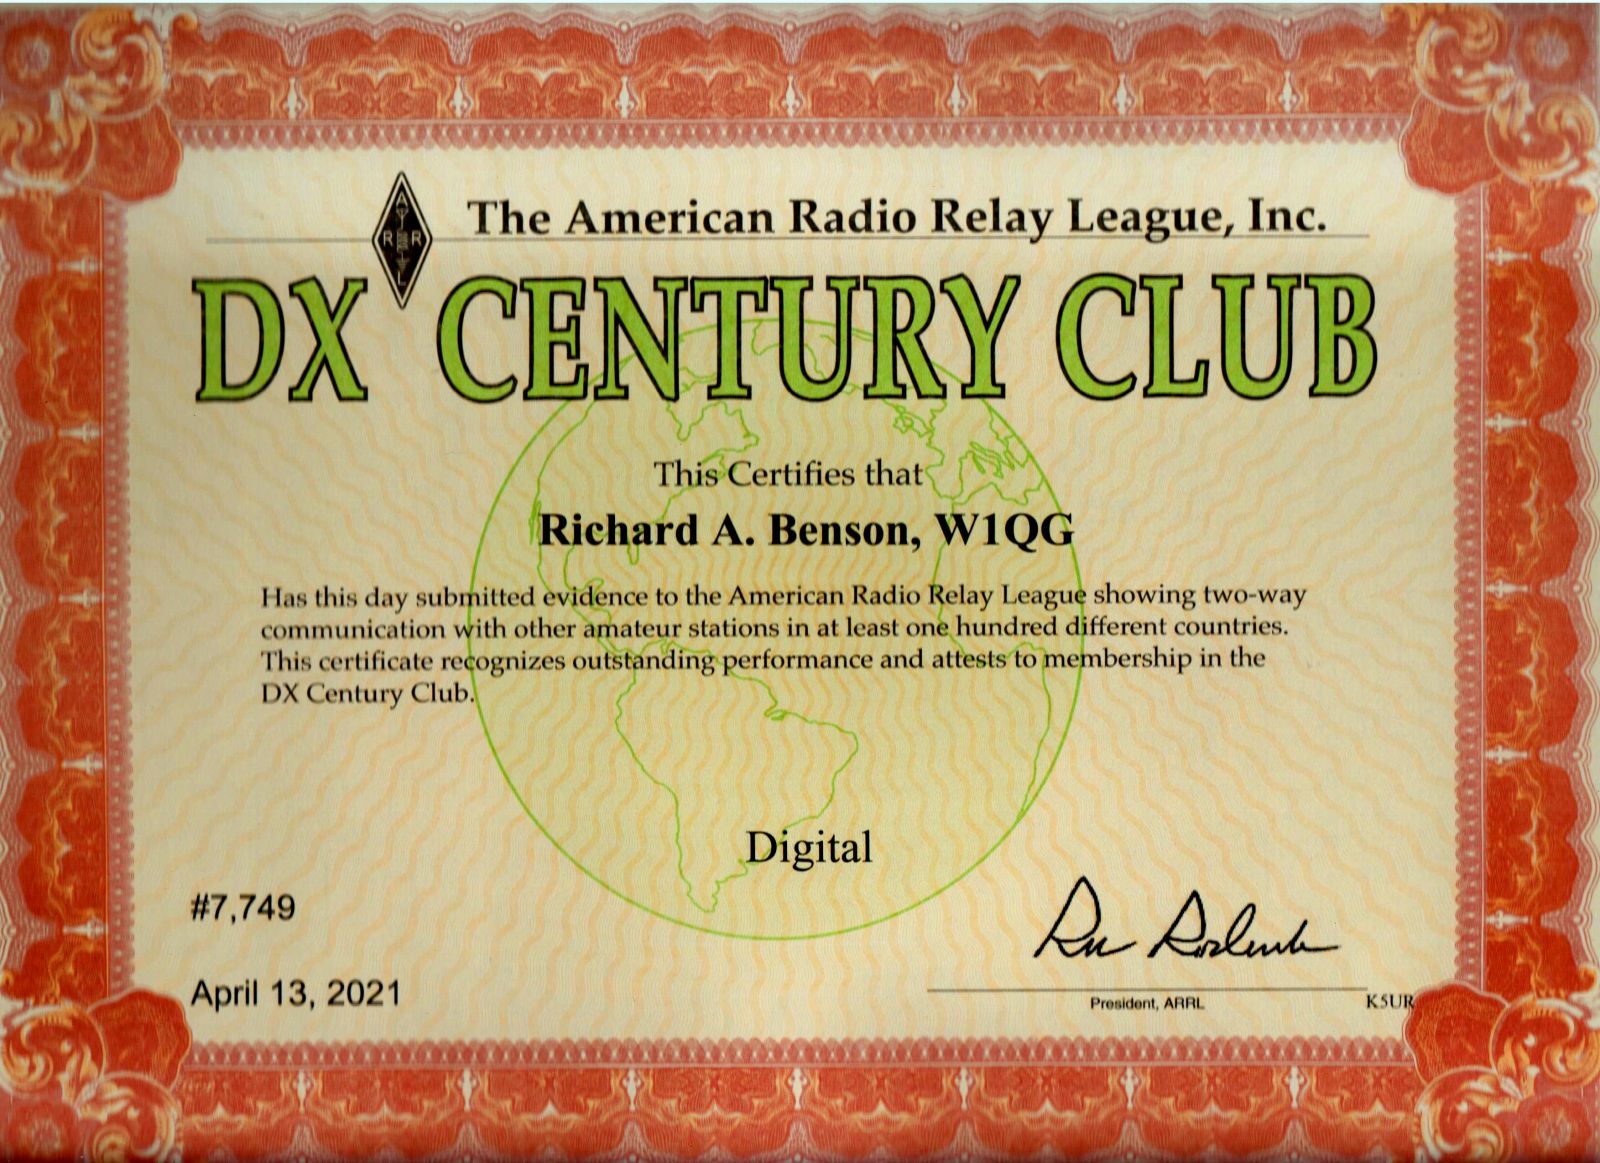 The American Radio Relay League, Inc.
A
R R
L
DX CENTURY CLUB
This Certifies that
Richard A. Benson, W1QG
Has this day submitted evidence to the American Radio Relay League showing two-way
communication with other amateur stations in at least one hundred different countries.
This certificate recognizes outstanding performance and attests to membership in the
DX Century Club.
Digital
#7,749
April 13, 2021
President, ARRL
K5UR